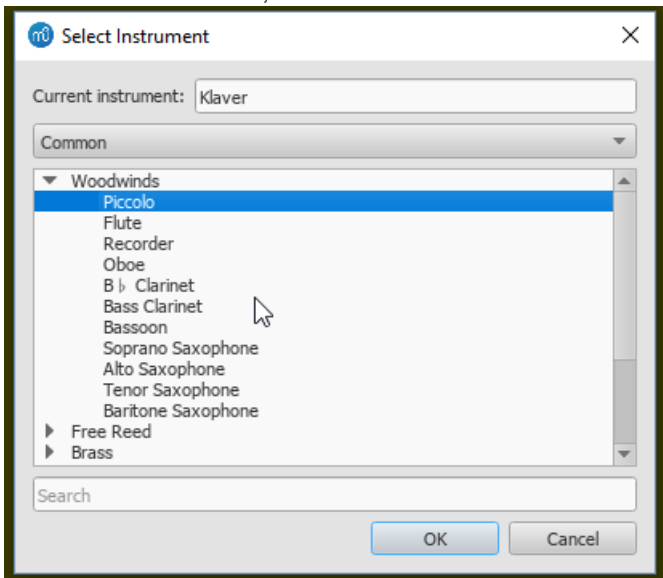 Select Instrument
Current instrument: Klaver
Common
Woodwinds
Piccolo
Flute
Recorder
Oboe
B♭ Clarinet
Bass Clarinet
Bassoon
Soprano Saxophone
Alto Saxophone
Tenor Saxophone
Baritone Saxophone
Free Reed
Brass
Search
OK Cancel